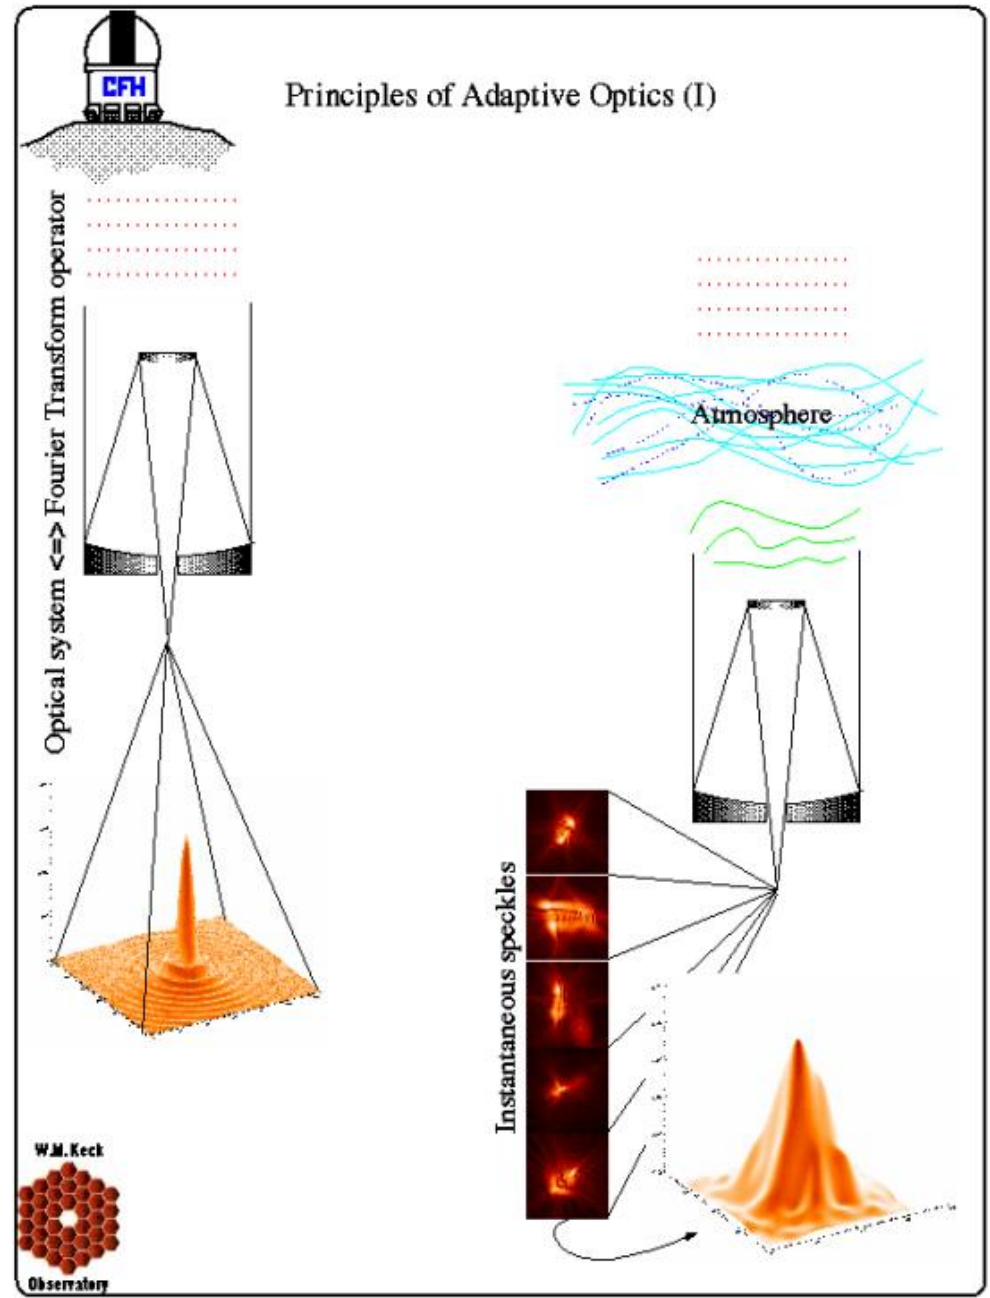 CFH
Principles of Adaptive Optics (I)
Optical system <=> Fourier Transform operator
Atmosphere
Instantaneous speckles
W.M.Keck
Observatory